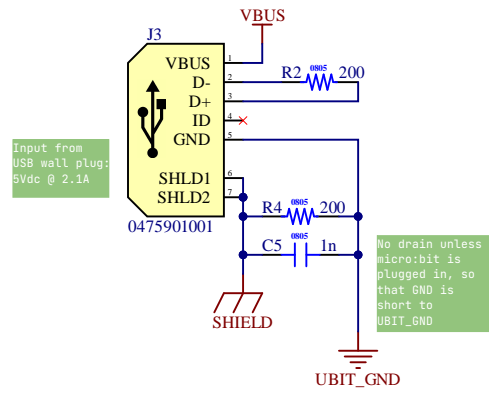 VBUS
J3
VBUS 1
D- 2
R2 0805 200
D+ 3
ID 4
GND 5
Input from
USB wall plug:
5Vdc @ 2.1A
SHLD1 6
SHLD2 7
R4 0805 200
0475901001
C5 0805 1n
No drain unless
micro:bit is
plugged in, so
that GND is
short to
UBIT_GND
SHIELD
UBIT_GND